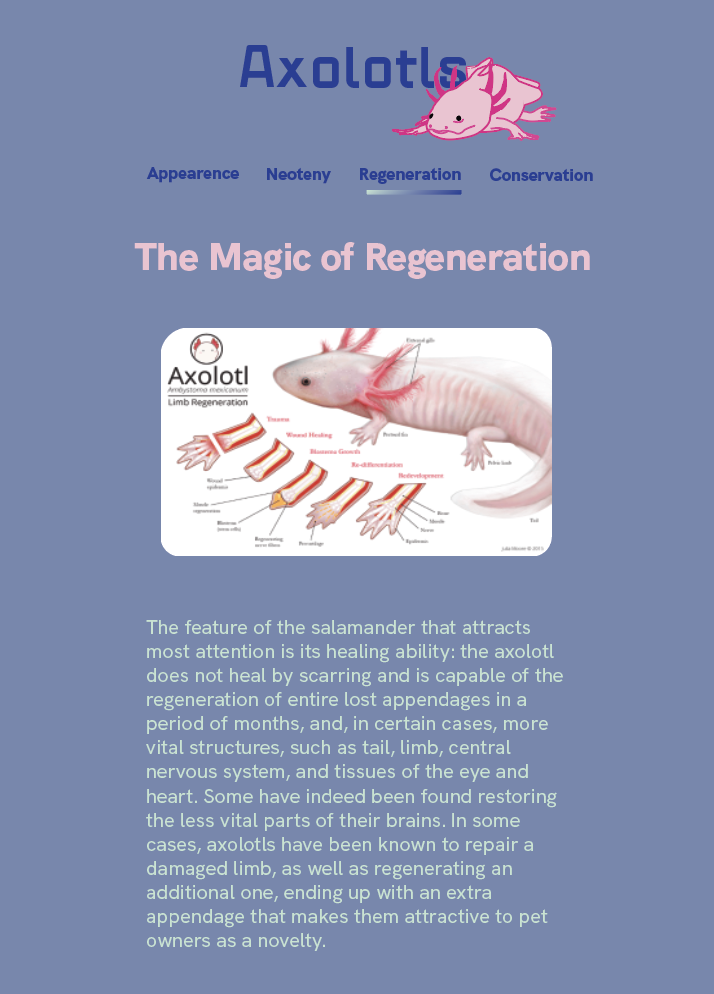 Axolotls
Appearence Neoteny Regeneration Conservation
The Magic of Regeneration
Axolotl
Ambystoma mexicanum
Limb Regeneration
External gills
Trauma
Wound Healing
Blastema Growth
Re-differentiation
Redevelopment
Pectoral fin
Pelvic limb
Tail
Wound
epidermis
Muscle
regeneration
Blastema
(stem cells)
Regenerating
nerve fibres
Bone
Muscle
Nerve
Epidermis
The feature of the salamander that attracts
most attention is its healing ability: the axolotl
does not heal by scarring and is capable of the
regeneration of entire lost appendages in a
period of months, and, in certain cases, more
vital structures, such as tail, limb, central
nervous system, and tissues of the eye and
heart. Some have indeed been found restoring
the less vital parts of their brains. In some
cases, axolotls have been known to repair a
damaged limb, as well as regenerating an
additional one, ending up with an extra
appendage that makes them attractive to pet
owners as a novelty.